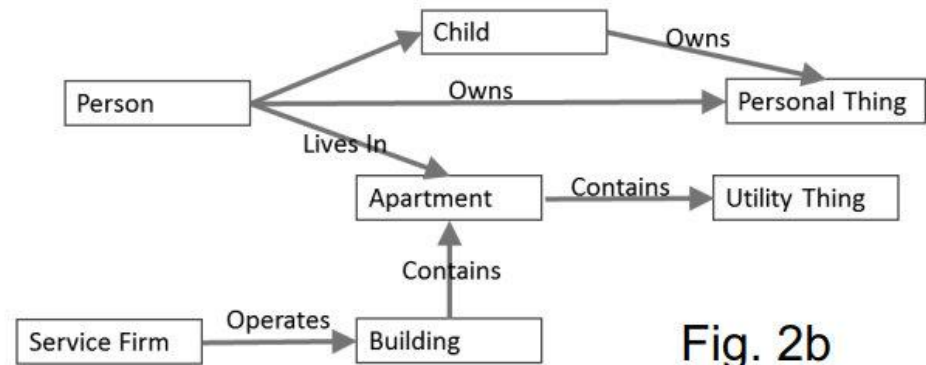 Child
Owns
Person
Owns
Personal Thing
Lives In
Apartment
Contains
Utility Thing
Contains
Service Firm
Operates
Building
Fig. 2b